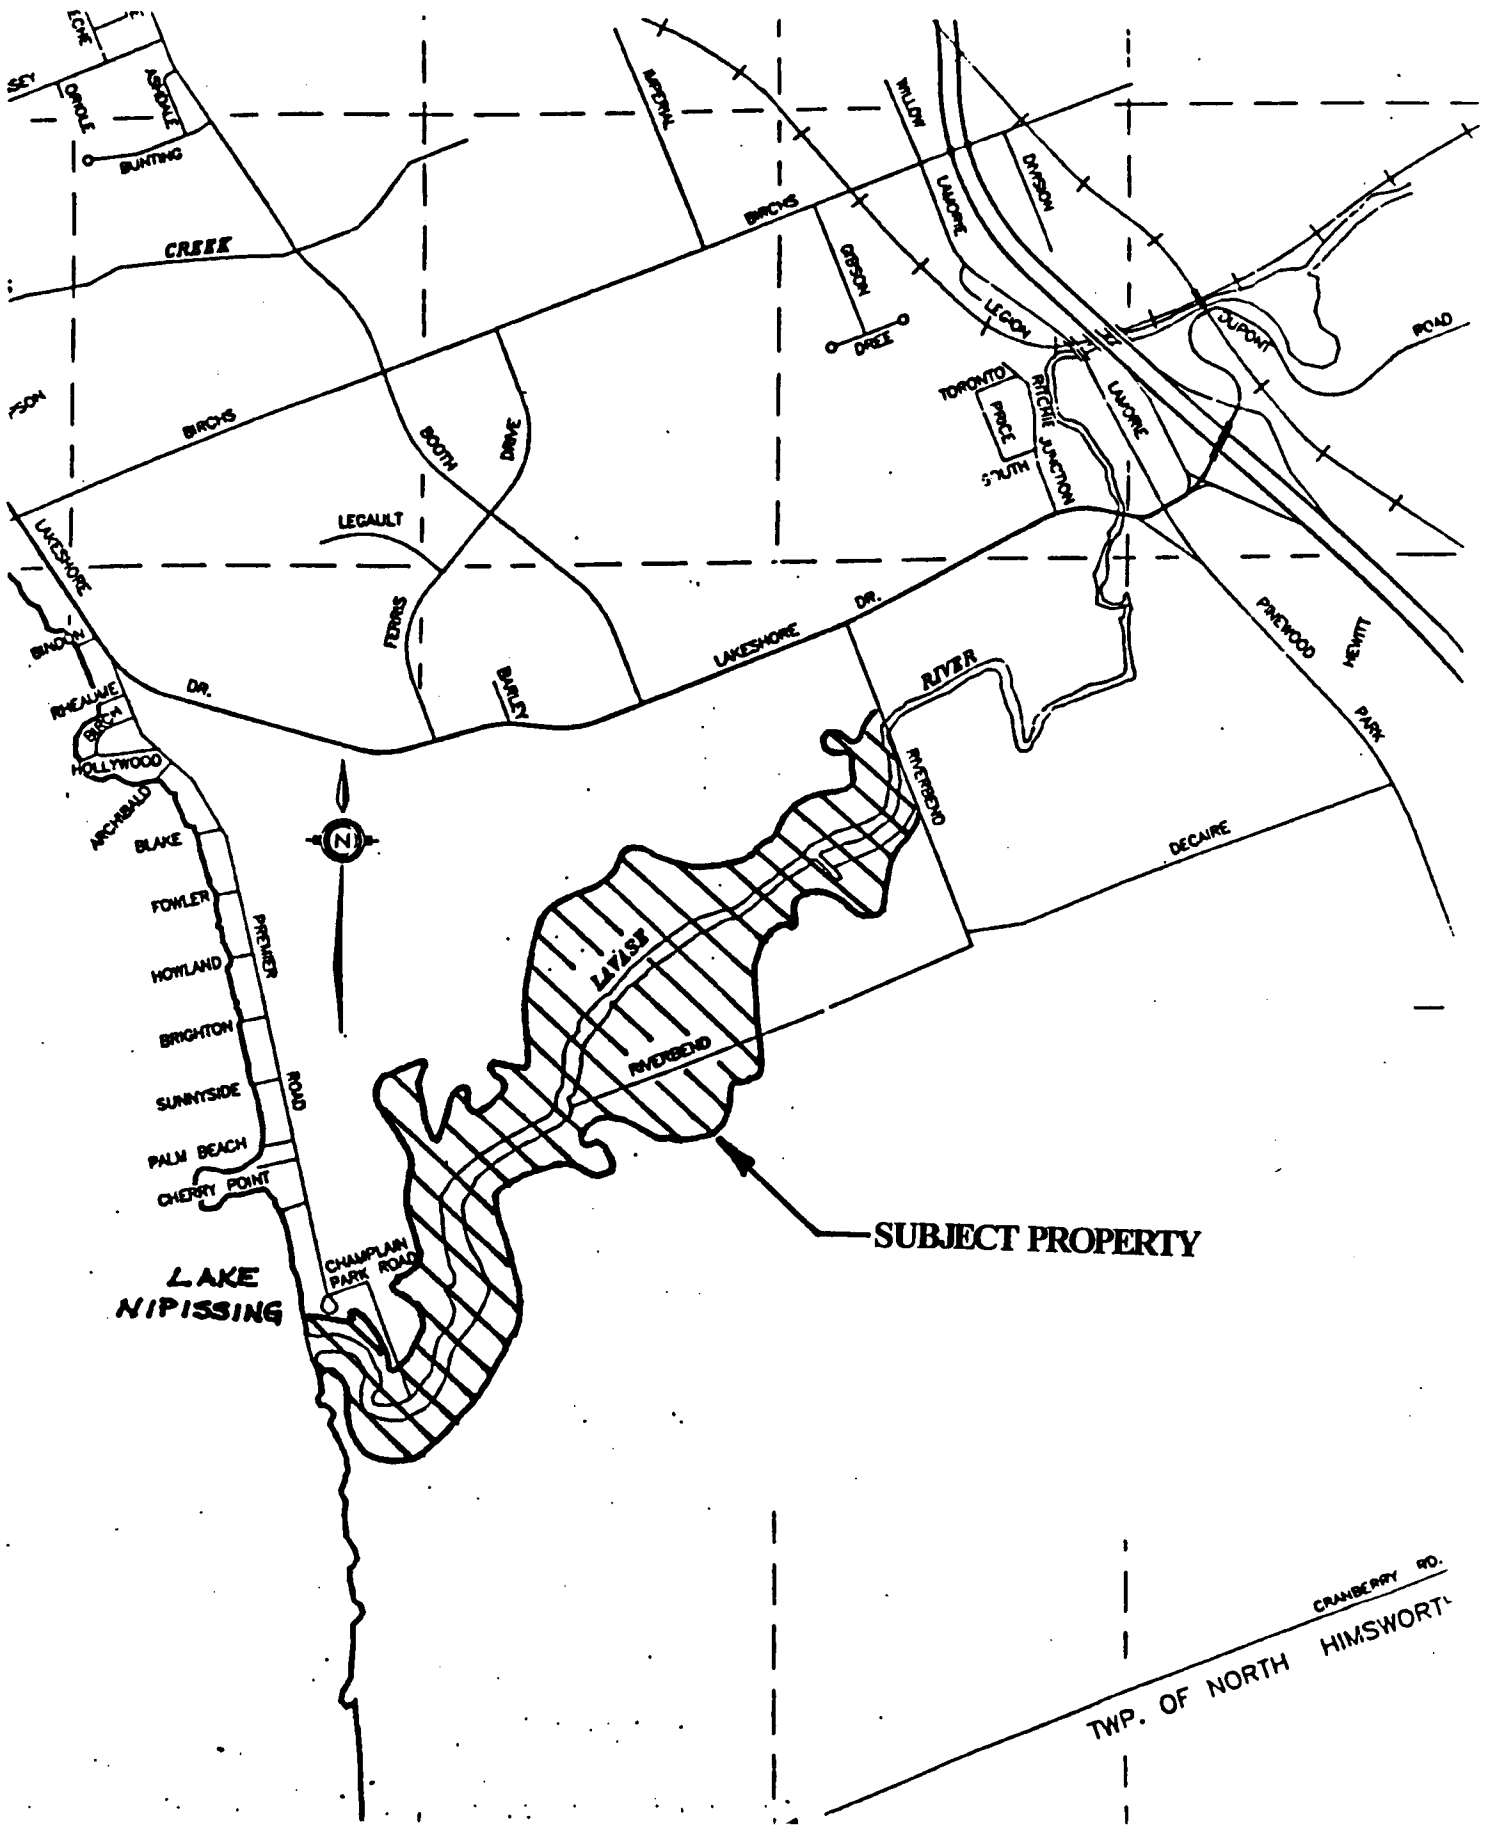 ORIOLE
ASHDALE
BUNTING
IMPERIAL
WILLOW
CREEK
BIRCHS
LAMORIE
DIVISION
GIBSON
DREE
LEGION
DUPONT
ROAD
TORONTO
PRICE
RITCHIE
JUNCTION
LAMORIE
BIRCHS
BOOTH
DRIVE
LEGAULT
LAKESHORE
FERRIS
DR.
PINEWOOD
HEWITT
BINDON
LAKESHORE
RIVER
DR.
BARLEY
RHEAUME
BIRCH
PARK
HOLLYWOOD
RIVERBEND
ARCHIBALD
N
BLAKE
DECAIRE
FOWLER
PREMIER
HOWLAND
LAVASE
BRIGHTON
RIVERBEND
SUNNYSIDE
ROAD
PALM BEACH
CHERRY POINT
SUBJECT PROPERTY
CHAMPLAIN
PARK ROAD
LAKE
NIPISSING
CRANBERRY RD.
TWP. OF NORTH